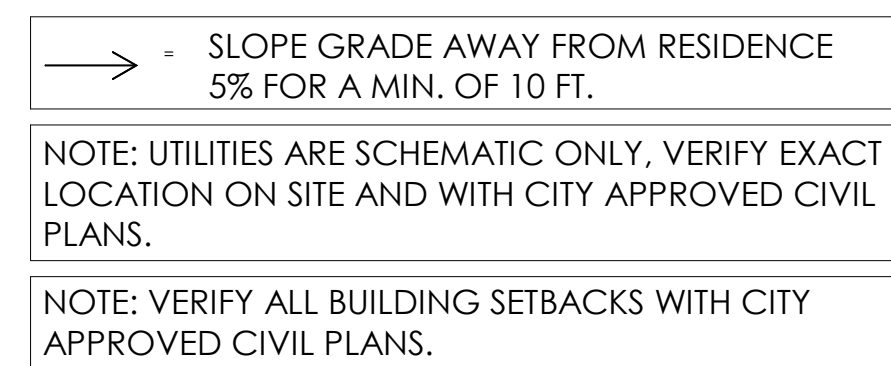 = SLOPE GRADE AWAY FROM RESIDENCE
5% FOR A MIN. OF 10 FT.
NOTE: UTILITIES ARE SCHEMATIC ONLY, VERIFY EXACT
LOCATION ON SITE AND WITH CITY APPROVED CIVIL
PLANS.
NOTE: VERIFY ALL BUILDING SETBACKS WITH CITY
APPROVED CIVIL PLANS.